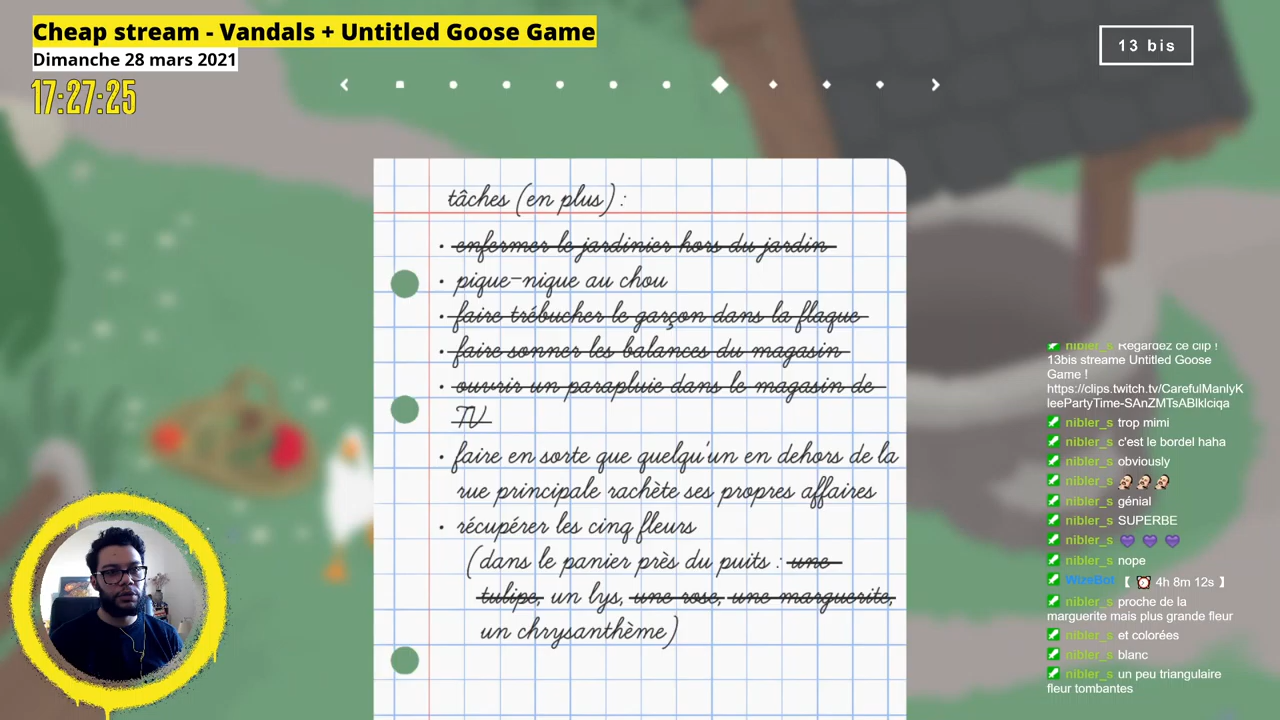 Cheap stream - Vandals + Untitled Goose Game
Dimanche 28 mars 2021
17:27:25
13 bis
tâches (en plus) :
• enfermer le jardinier hors du jardin
• pique-nique au chou
• faire trébucher le garçon dans la flaque
• faire sonner les balances du magasin
• ouvrir un parapluie dans le magasin de
TV
• faire en sorte que quelqu'un en dehors de la
rue principale rachète ses propres affaires
• récupérer les cinq fleurs
(dans le panier près du puits : une
tulipe, un lys, une rose, une marguerite,
un chrysanthème)
nibler_s Regardez ce clip !
13bis streame Untitled Goose
Game !
https://clips.twitch.tv/CarefulManlyK
leePartyTime-SAnZMTsABlklciqa
nibler_s trop mimi
nibler_s c'est le bordel haha
nibler_s obviously
nibler_s
nibler_s génial
nibler_s SUPERBE
nibler_s 💜 💜 💜
nibler_s nope
WizeBot 【 ⏰ 4h 8m 12s 】
nibler_s proche de la
marguerite mais plus grande fleur
nibler_s et colorées
nibler_s blanc
nibler_s un peu triangulaire
fleur tombantes